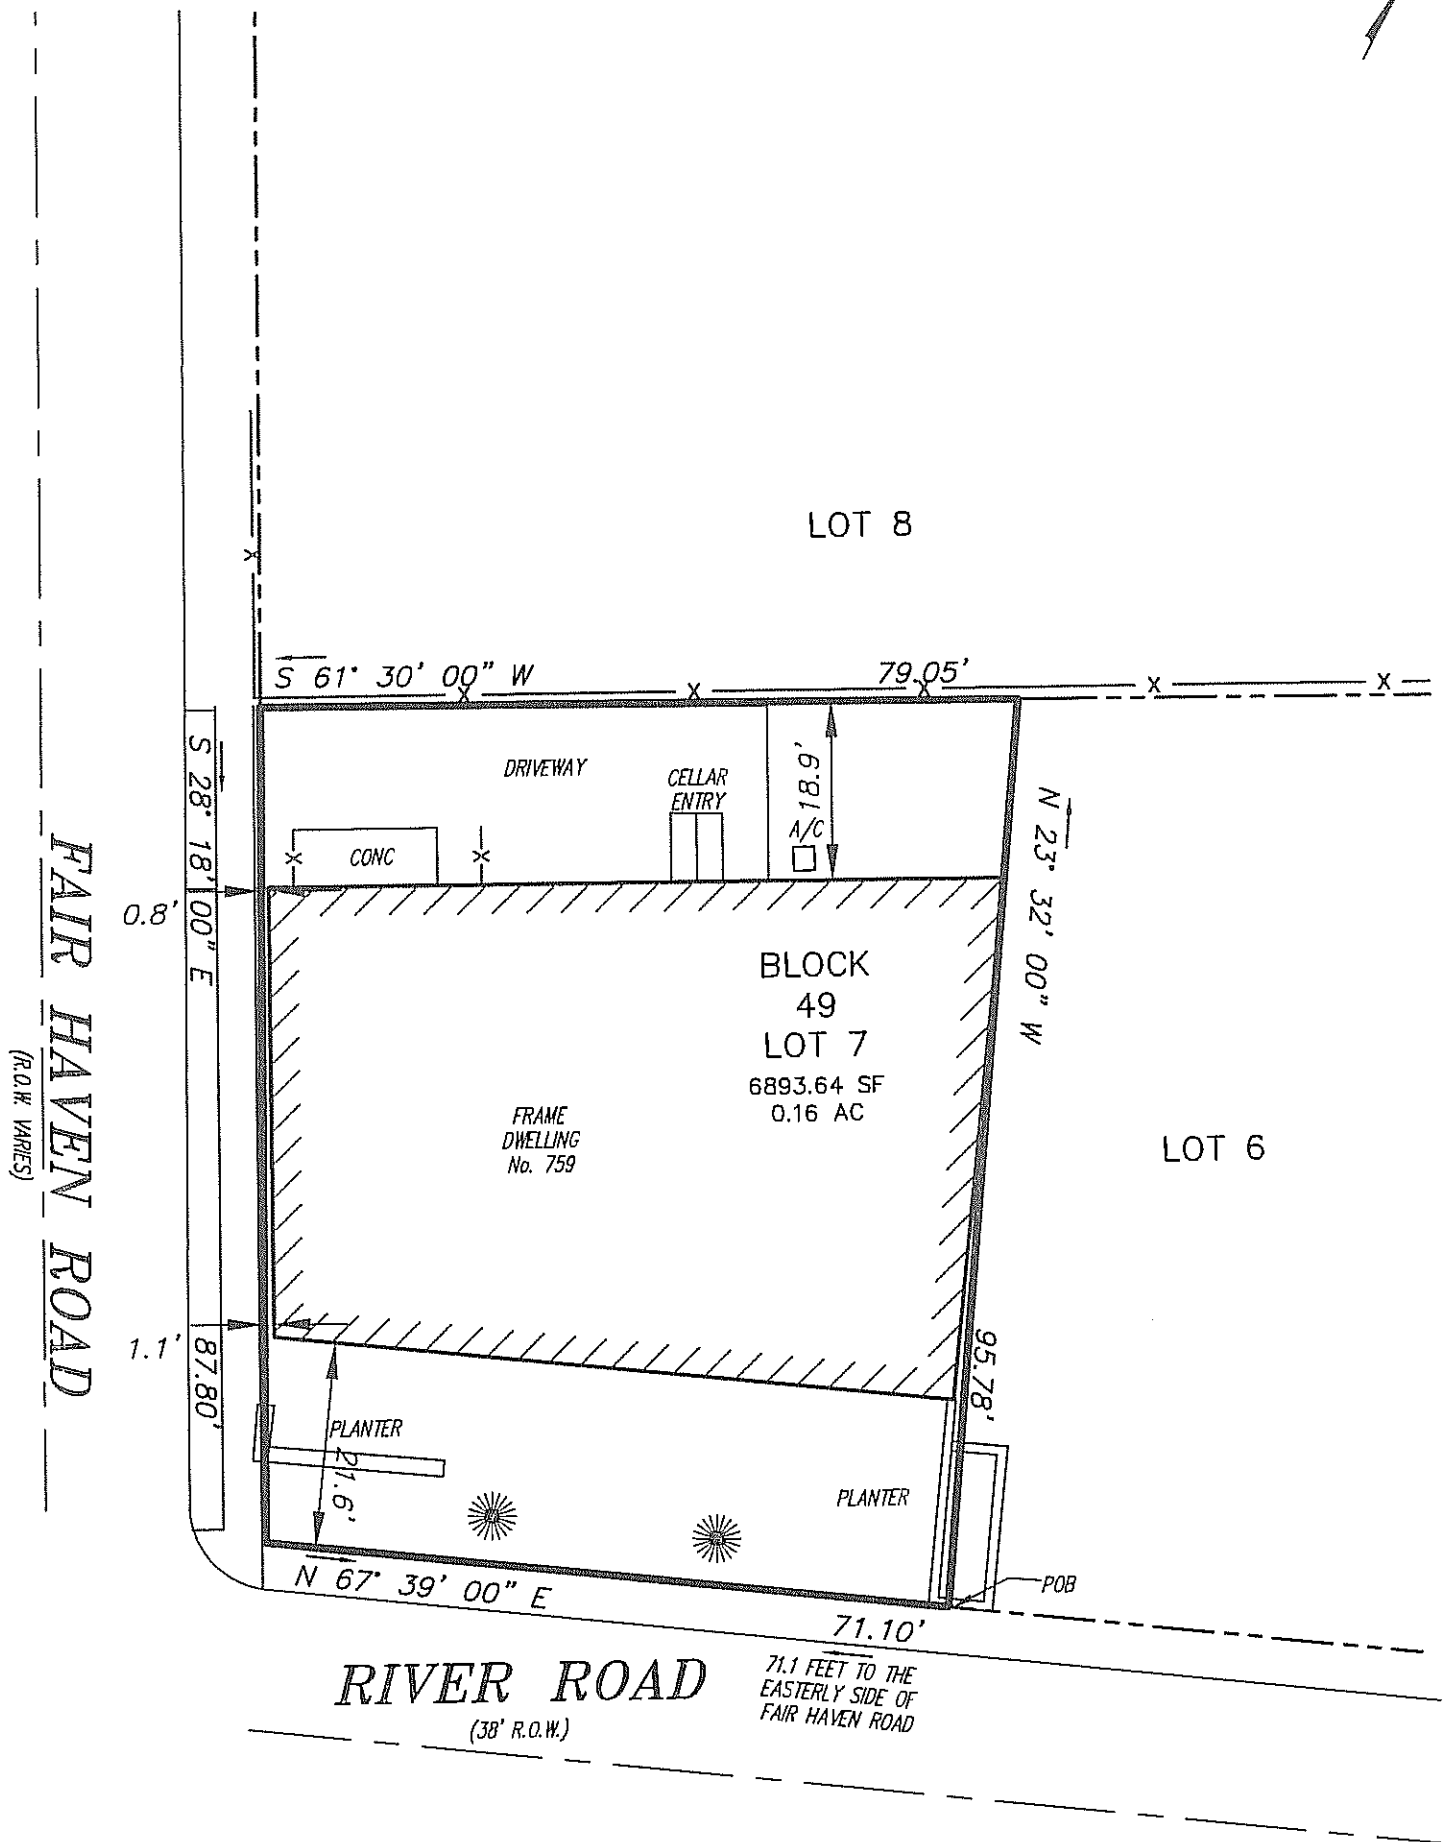 LOT 8
S 61° 30' 00" W
79.05'
DRIVEWAY
CELLAR
ENTRY
18.9'
A/C
CONC
S 28° 18' 00" E
87.80'
N 23° 32' 00" W
95.78'
0.8'
BLOCK
49
LOT 7
6893.64 SF
0.16 AC
FRAME
DWELLING
No. 759
LOT 6
FAIR HAVEN ROAD
(R.O.W. VARIES)
1.1'
PLANTER
21.6'
PLANTER
N 67° 39' 00" E
POB
71.10'
71.1 FEET TO THE
EASTERLY SIDE OF
FAIR HAVEN ROAD
RIVER ROAD
(38' R.O.W.)
X
X
X
X
X
X
X
X